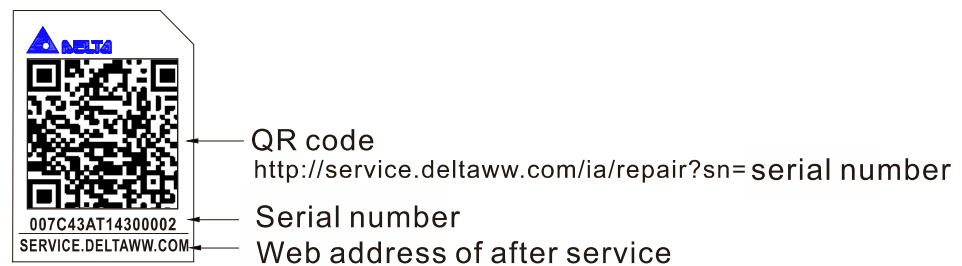 DELTA
QR code
http://service.deltaww.com/ia/repair?sn= serial number
007C43AT14300002
Serial number
SERVICE.DELTAWW.COM
Web address of after service